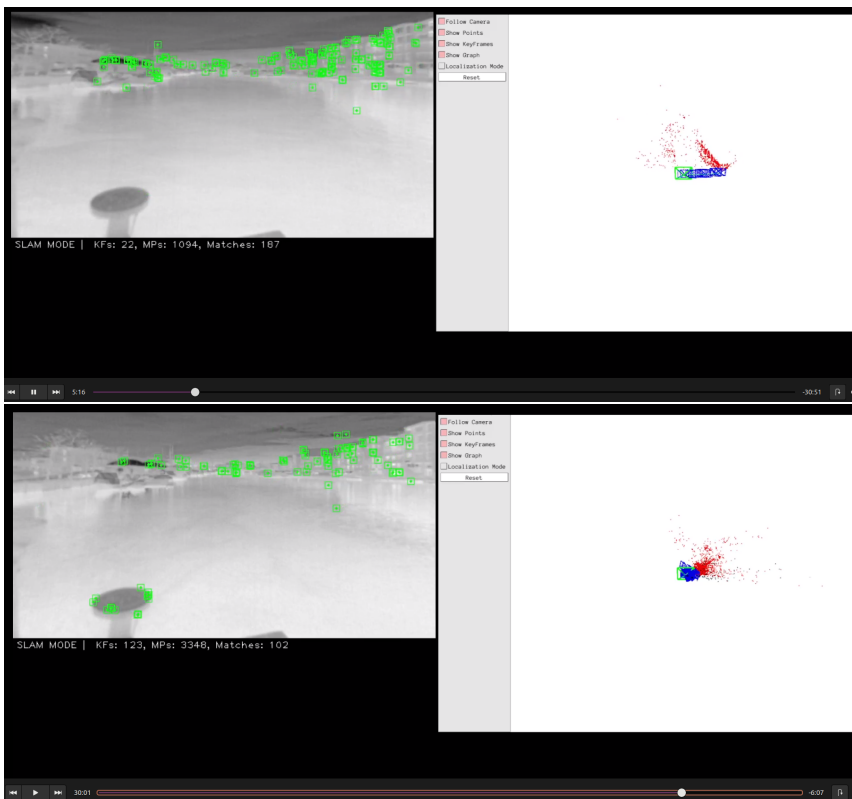 Follow Camera
Show Points
Show KeyFrames
Show Graph
Localization Mode
Reset
SLAM MODE | KFs: 22, MPs: 1094, Matches: 187
5:16
-30:51
Follow Camera
Show Points
Show KeyFrames
Show Graph
Localization Mode
Reset
SLAM MODE | KFs: 123, MPs: 3348, Matches: 102
30:01
-6:07